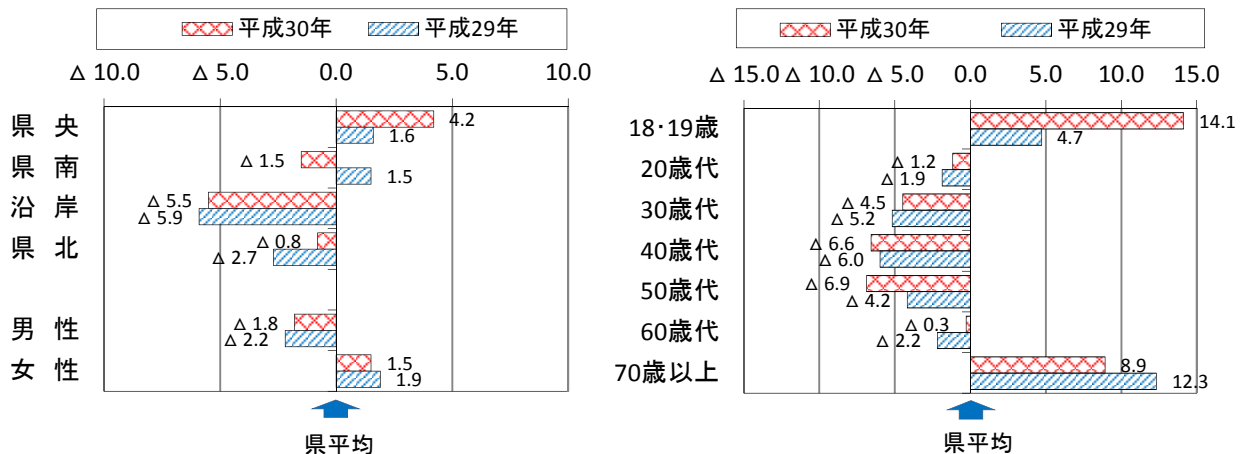 平成30年 平成29年
△ 10.0 △ 5.0 0.0 5.0 10.0
県 央 4.2
1.6
県 南 △ 1.5
1.5
沿 岸 △ 5.5
△ 5.9
県 北 △ 0.8
△ 2.7
男 性 △ 1.8
△ 2.2
女 性 1.5
1.9
県平均
平成30年 平成29年
△ 15.0 △ 10.0 △ 5.0 0.0 5.0 10.0 15.0
18・19歳 14.1
4.7
20歳代 △ 1.2
△ 1.9
30歳代 △ 4.5
△ 5.2
40歳代 △ 6.6
△ 6.0
50歳代 △ 6.9
△ 4.2
60歳代 △ 0.3
△ 2.2
70歳以上 8.9
12.3
県平均